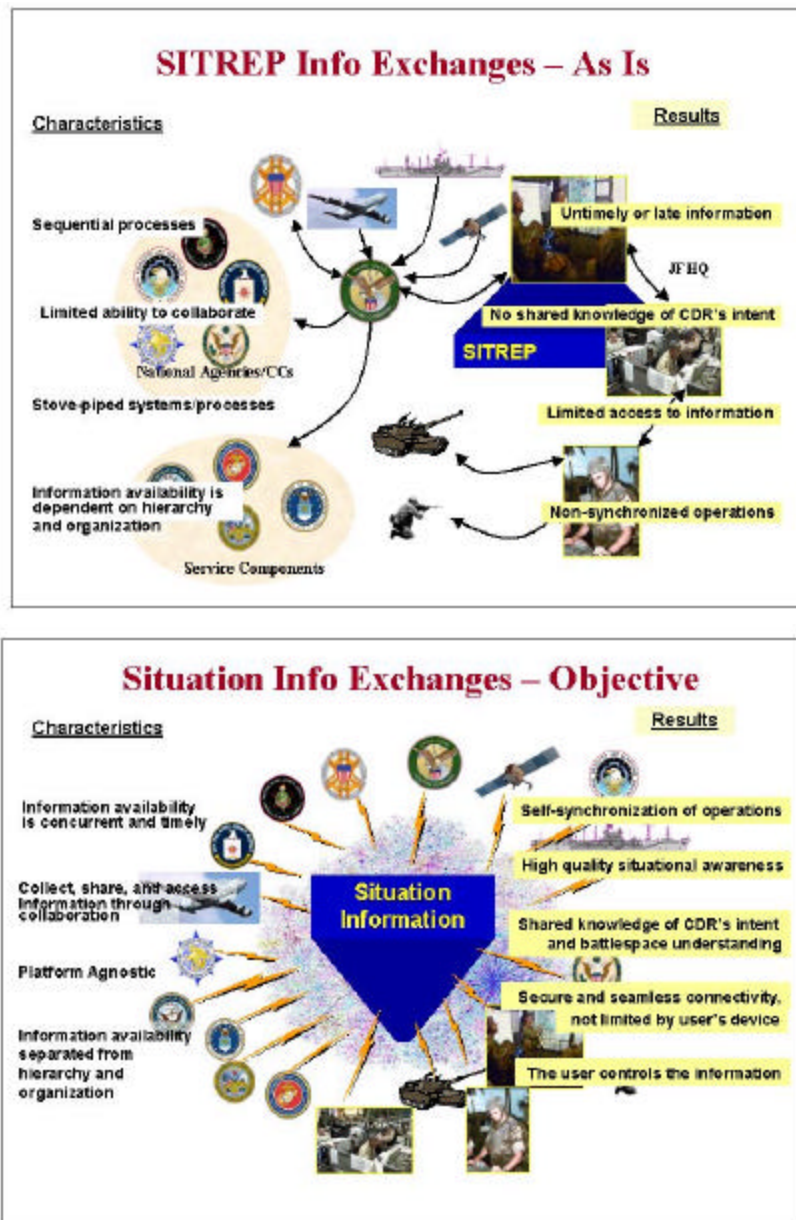 SITREP Info Exchanges – As Is
Characteristics
Results
Sequential processes
Untimely or late information
JFHQ
Limited ability to collaborate
No shared knowledge of CDR's intent
SITREP
National Agencies/CCs
Stove-piped systems/processes
Limited access to information
Information availability is
dependent on hierarchy
and organization
Non-synchronized operations
Service Components
Situation Info Exchanges – Objective
Characteristics
Results
Information availability
is concurrent and timely
Self-synchronization of operations
High quality situational awareness
Situation
Information
Collect, share, and access
information through
collaboration
Shared knowledge of CDR's intent
and battlespace understanding
Platform Agnostic
Secure and seamless connectivity,
not limited by user's device
Information availability
separated from
hierarchy and
organization
The user controls the information